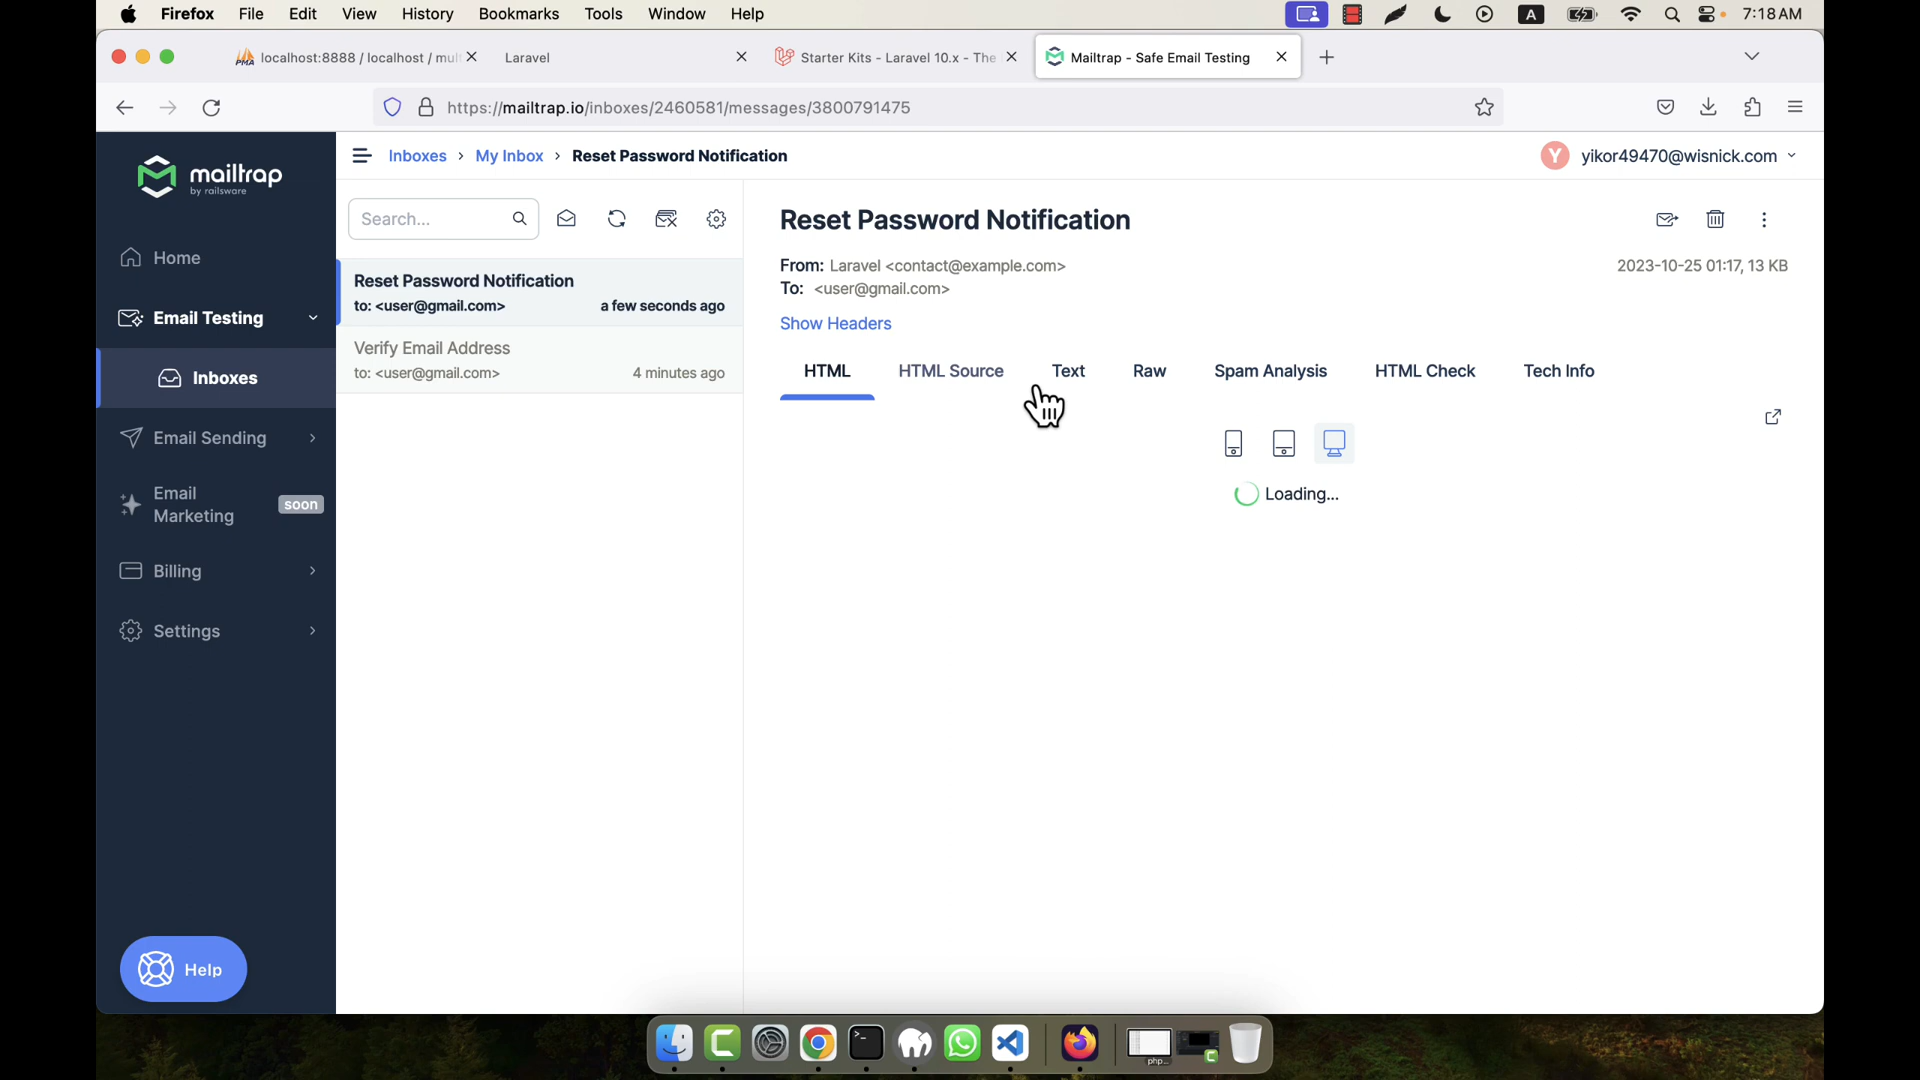 Firefox File Edit View History Bookmarks Tools Window Help
A
7:18 AM
PMA
localhost:8888 / localhost / mul
Laravel
Starter Kits - Laravel 10.x - The
Mailtrap - Safe Email Testing
https://mailtrap.io/inboxes/2460581/messages/3800791475
mailtrap
by railsware
Home
Email Testing
Inboxes
Email Sending
Email
Marketing
soon
Billing
Settings
Help
Inboxes > My Inbox > Reset Password Notification
Y
yikor49470@wisnick.com
Search...
Reset Password Notification
to: <user@gmail.com>
a few seconds ago
Verify Email Address
to: <user@gmail.com>
4 minutes ago
Reset Password Notification
From: Laravel <contact@example.com>
2023-10-25 01:17, 13 KB
To: <user@gmail.com>
Show Headers
HTML
HTML Source
Text
Raw
Spam Analysis
HTML Check
Tech Info
Loading...
php...